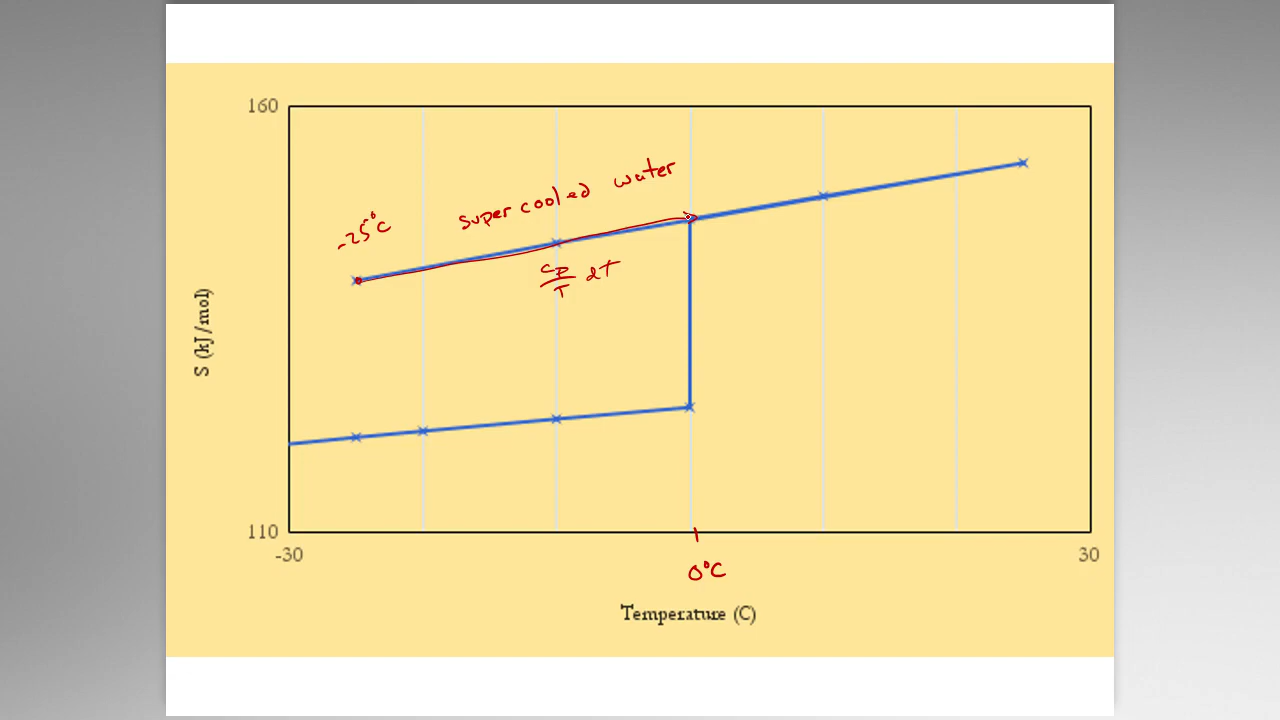 160
super cooled water
-25°C
Cp/T dT
S (kJ/mol)
110
-30
30
0°C
Temperature (C)